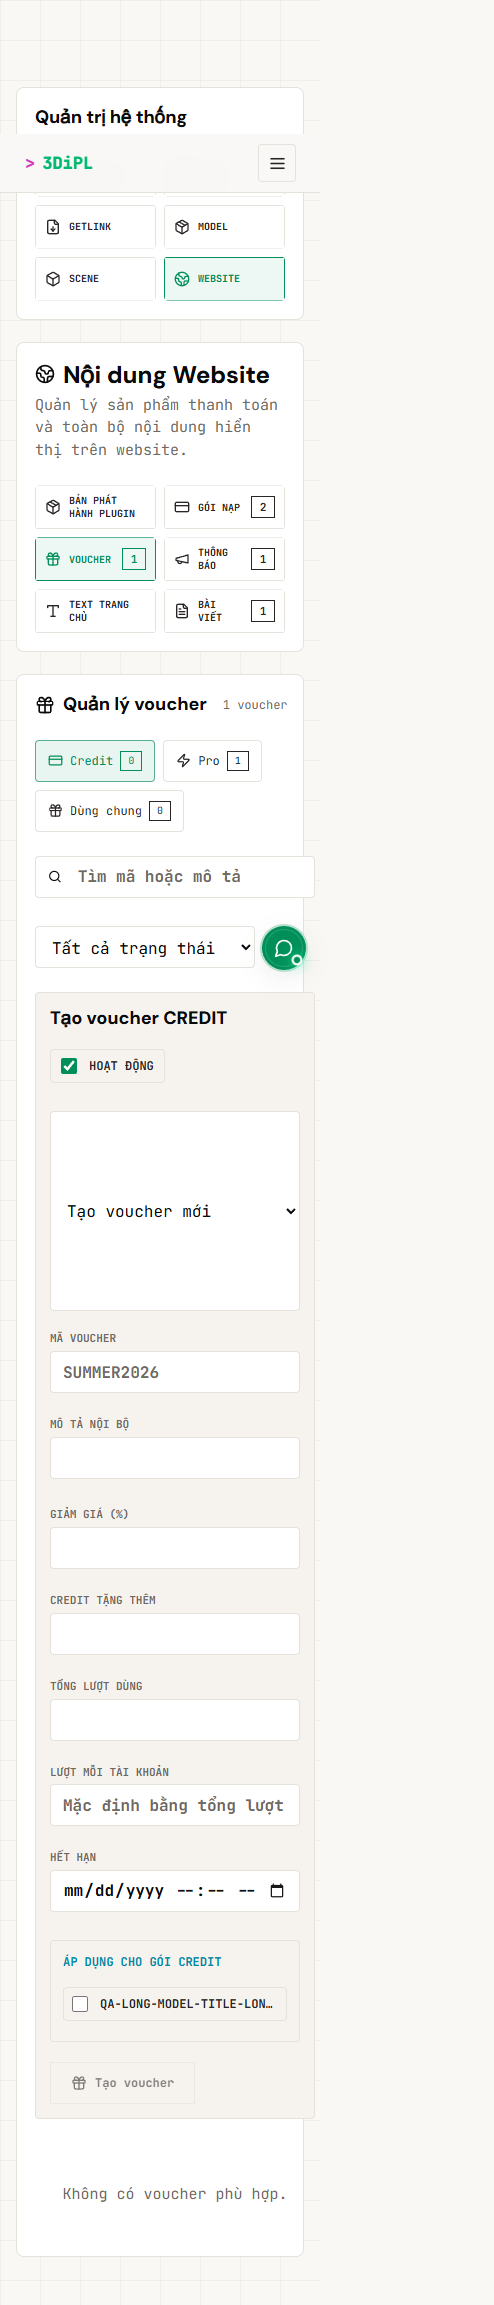 Quản trị hệ thống
> 3DiPL
GETLINK
MODEL
SCENE
WEBSITE
Nội dung Website
Quản lý sản phẩm thanh toán
và toàn bộ nội dung hiển
thị trên website.
BẢN PHÁT
HÀNH PLUGIN
GÓI NẠP 2
VOUCHER 1
THÔNG
BÁO 1
TEXT TRANG
CHỦ
BÀI
VIẾT 1
Quản lý voucher 1 voucher
Credit 0
Pro 1
Dùng chung 0
Tìm mã hoặc mô tả
Tất cả trạng thái
Tạo voucher CREDIT
HOẠT ĐỘNG
Tạo voucher mới
MÃ VOUCHER
SUMMER2026
MÔ TẢ NỘI BỘ
GIẢM GIÁ (%)
CREDIT TẶNG THÊM
TỔNG LƯỢT DÙNG
LƯỢT MỖI TÀI KHOẢN
Mặc định bằng tổng lượt
HẾT HẠN
mm/dd/yyyy --:-- --
ÁP DỤNG CHO GÓI CREDIT
QA-LONG-MODEL-TITLE-LON…
Tạo voucher
Không có voucher phù hợp.